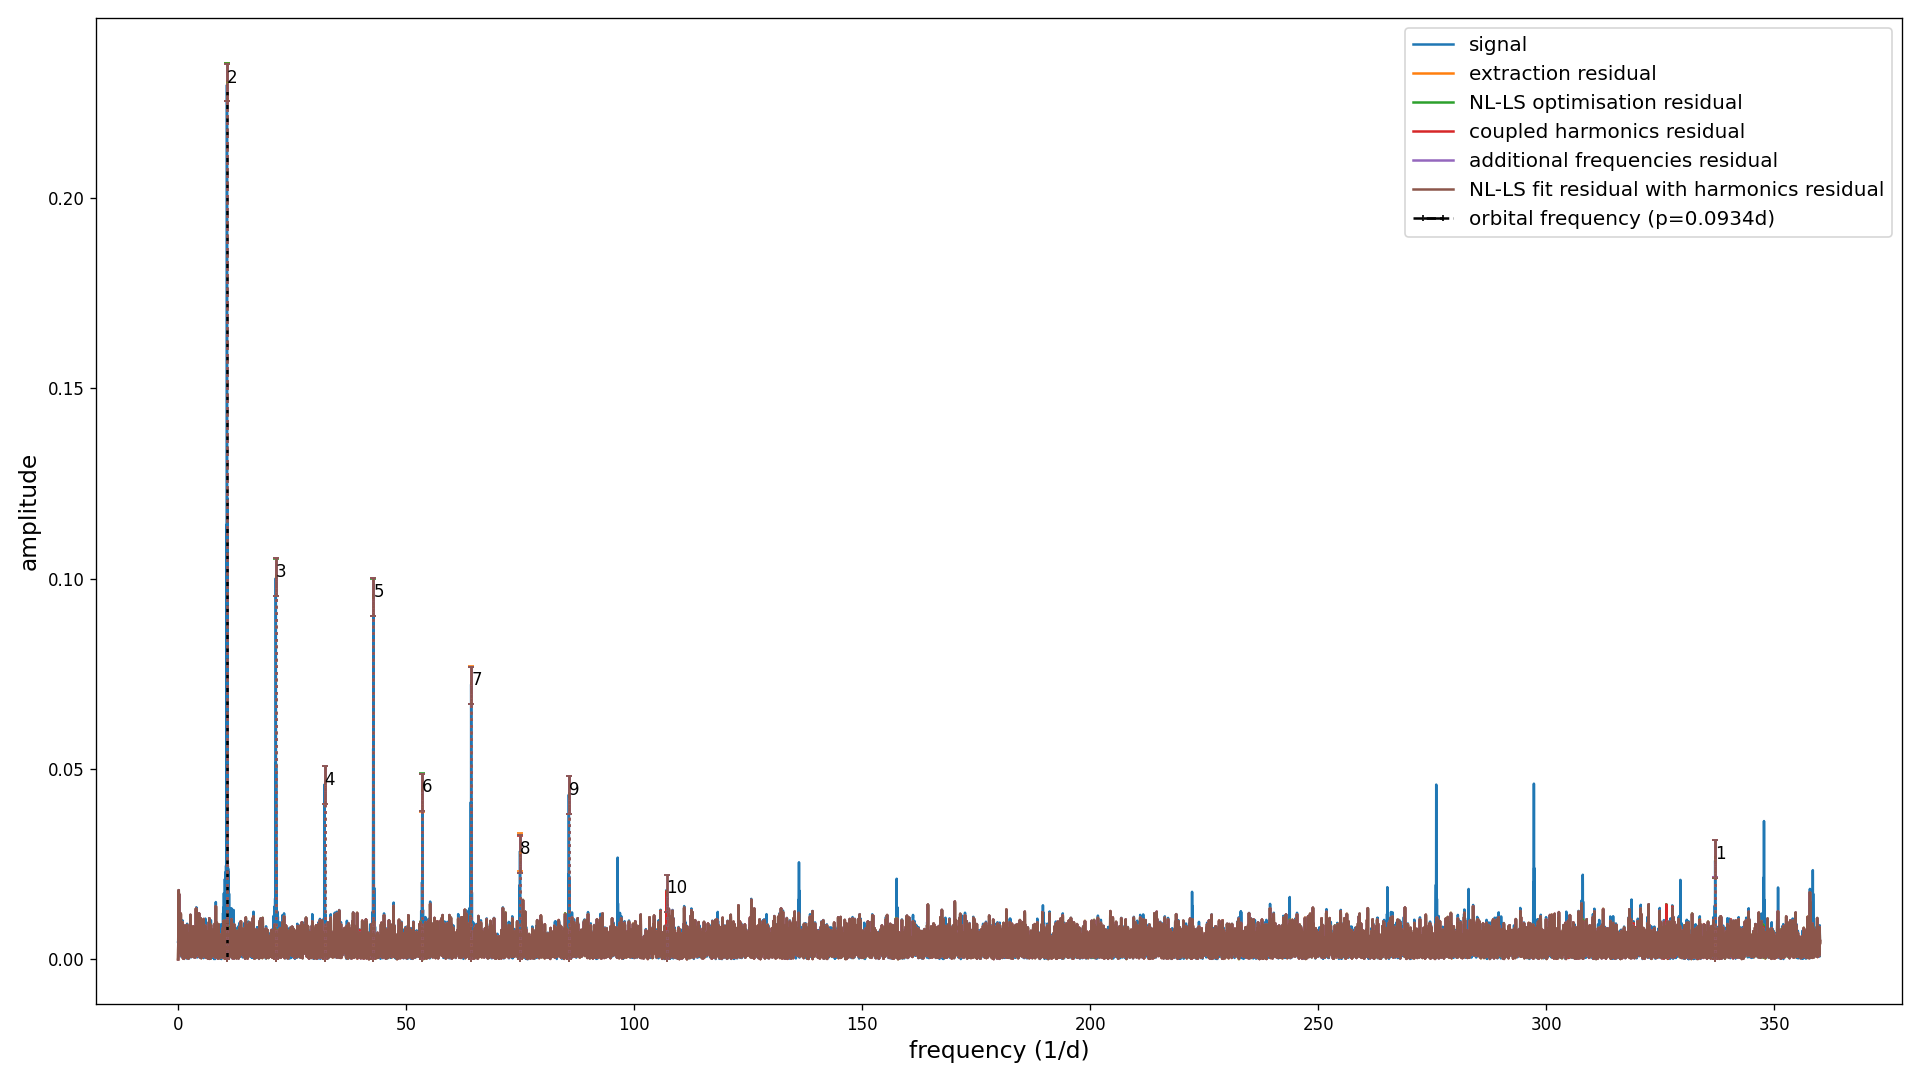 signal
extraction residual
NL-LS optimisation residual
coupled harmonics residual
additional frequencies residual
NL-LS fit residual with harmonics residual
orbital frequency (p=0.0934d)
amplitude
0.20
0.15
0.10
0.05
0.00
2
3
5
7
4
6
9
8
10
1
0
50
100
150
200
250
300
350
frequency (1/d)